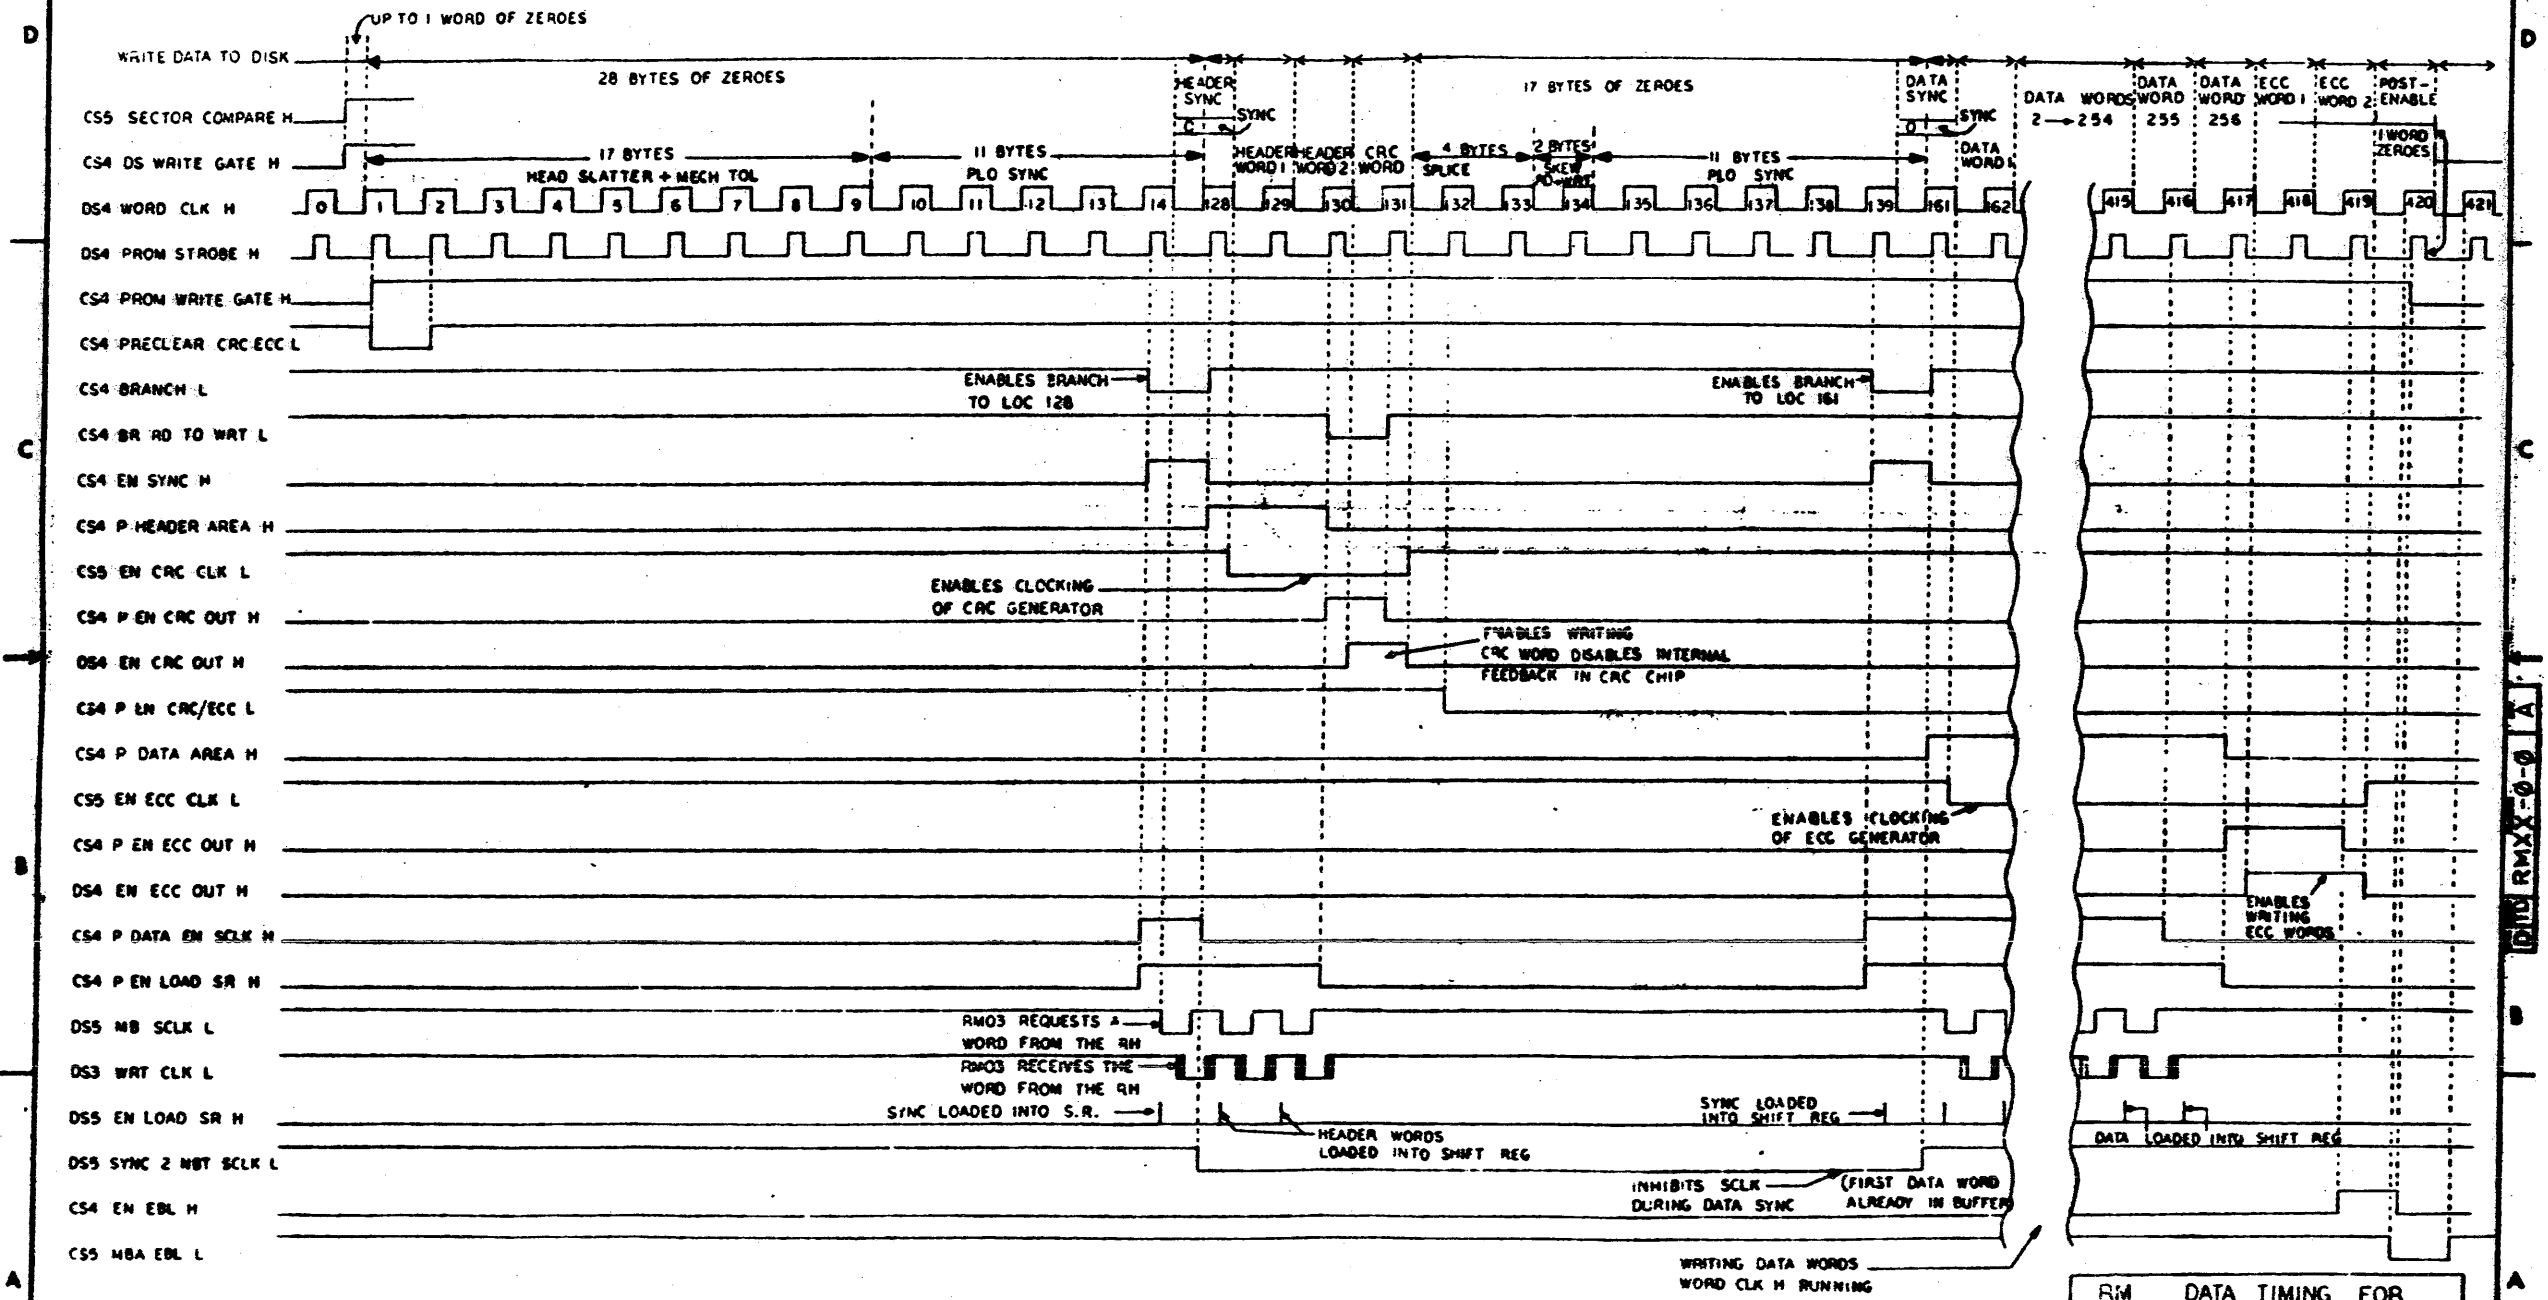 UP TO 1 WORD OF ZEROES
D
D
WRITE DATA TO DISK
28 BYTES OF ZEROES
HEADER SYNC
17 BYTES OF ZEROES
DATA SYNC
DATA WORDS 2 → 254
DATA WORD 255
DATA WORD 256
ECC WORD 1
ECC WORD 2
POST-ENABLE
CS5 SECTOR COMPARE H
C
SYNC
SYNC
1 WORD ZEROES
CS4 DS WRITE GATE H
17 BYTES
HEAD SLATTER + MECH TOL
11 BYTES
PLO SYNC
HEADER WORD 1
HEADER WORD 2
CRC WORD
4 BYTES
SPLICE
2 BYTES
SKEW
11 BYTES
PLO SYNC
DATA WORD 1
DS4 WORD CLK H
0 1 2 3 4 5 6 7 8 9 10 11 12 13 14 128 129 130 131 132 133 134 135 136 137 138 139 161 162 415 416 417 418 419 420 421
DS4 PROM STROBE H
CS4 PROM WRITE GATE H
CS4 PRECLEAR CRC ECC L
CS4 BRANCH L
ENABLES BRANCH
TO LOC 128
ENABLES BRANCH
TO LOC 161
CS4 BR RD TO WRT L
C
C
CS4 EN SYNC H
CS4 P HEADER AREA H
CS5 EN CRC CLK L
ENABLES CLOCKING
OF CRC GENERATOR
CS4 P EN CRC OUT H
DS4 EN CRC OUT H
ENABLES WRITING
CRC WORD DISABLES INTERNAL
FEEDBACK IN CRC CHIP
CS4 P EN CRC/ECC L
CS4 P DATA AREA H
CS5 EN ECC CLK L
ENABLES CLOCKING
OF ECC GENERATOR
CS4 P EN ECC OUT H
B
DS4 EN ECC OUT H
ENABLES
WRITING
ECC WORDS
CS4 P DATA EN SCLK H
CS4 P EN LOAD SR H
DS5 MB SCLK L
RM03 REQUESTS A
WORD FROM THE RH
B
DS3 WRT CLK L
RM03 RECEIVES THE
WORD FROM THE RH
DS5 EN LOAD SR H
SYNC LOADED INTO S.R.
HEADER WORDS
LOADED INTO SHIFT REG
SYNC LOADED
INTO SHIFT REG
DATA LOADED INTO SHIFT REG
DS5 SYNC 2 NBT SCLK L
INHIBITS SCLK
DURING DATA SYNC
(FIRST DATA WORD
ALREADY IN BUFFER)
CS4 EN EBL H
CS5 MBA EBL L
WRITING DATA WORDS
WORD CLK H RUNNING
A
A
RM DATA TIMING FOR
RMXX-0-0 A